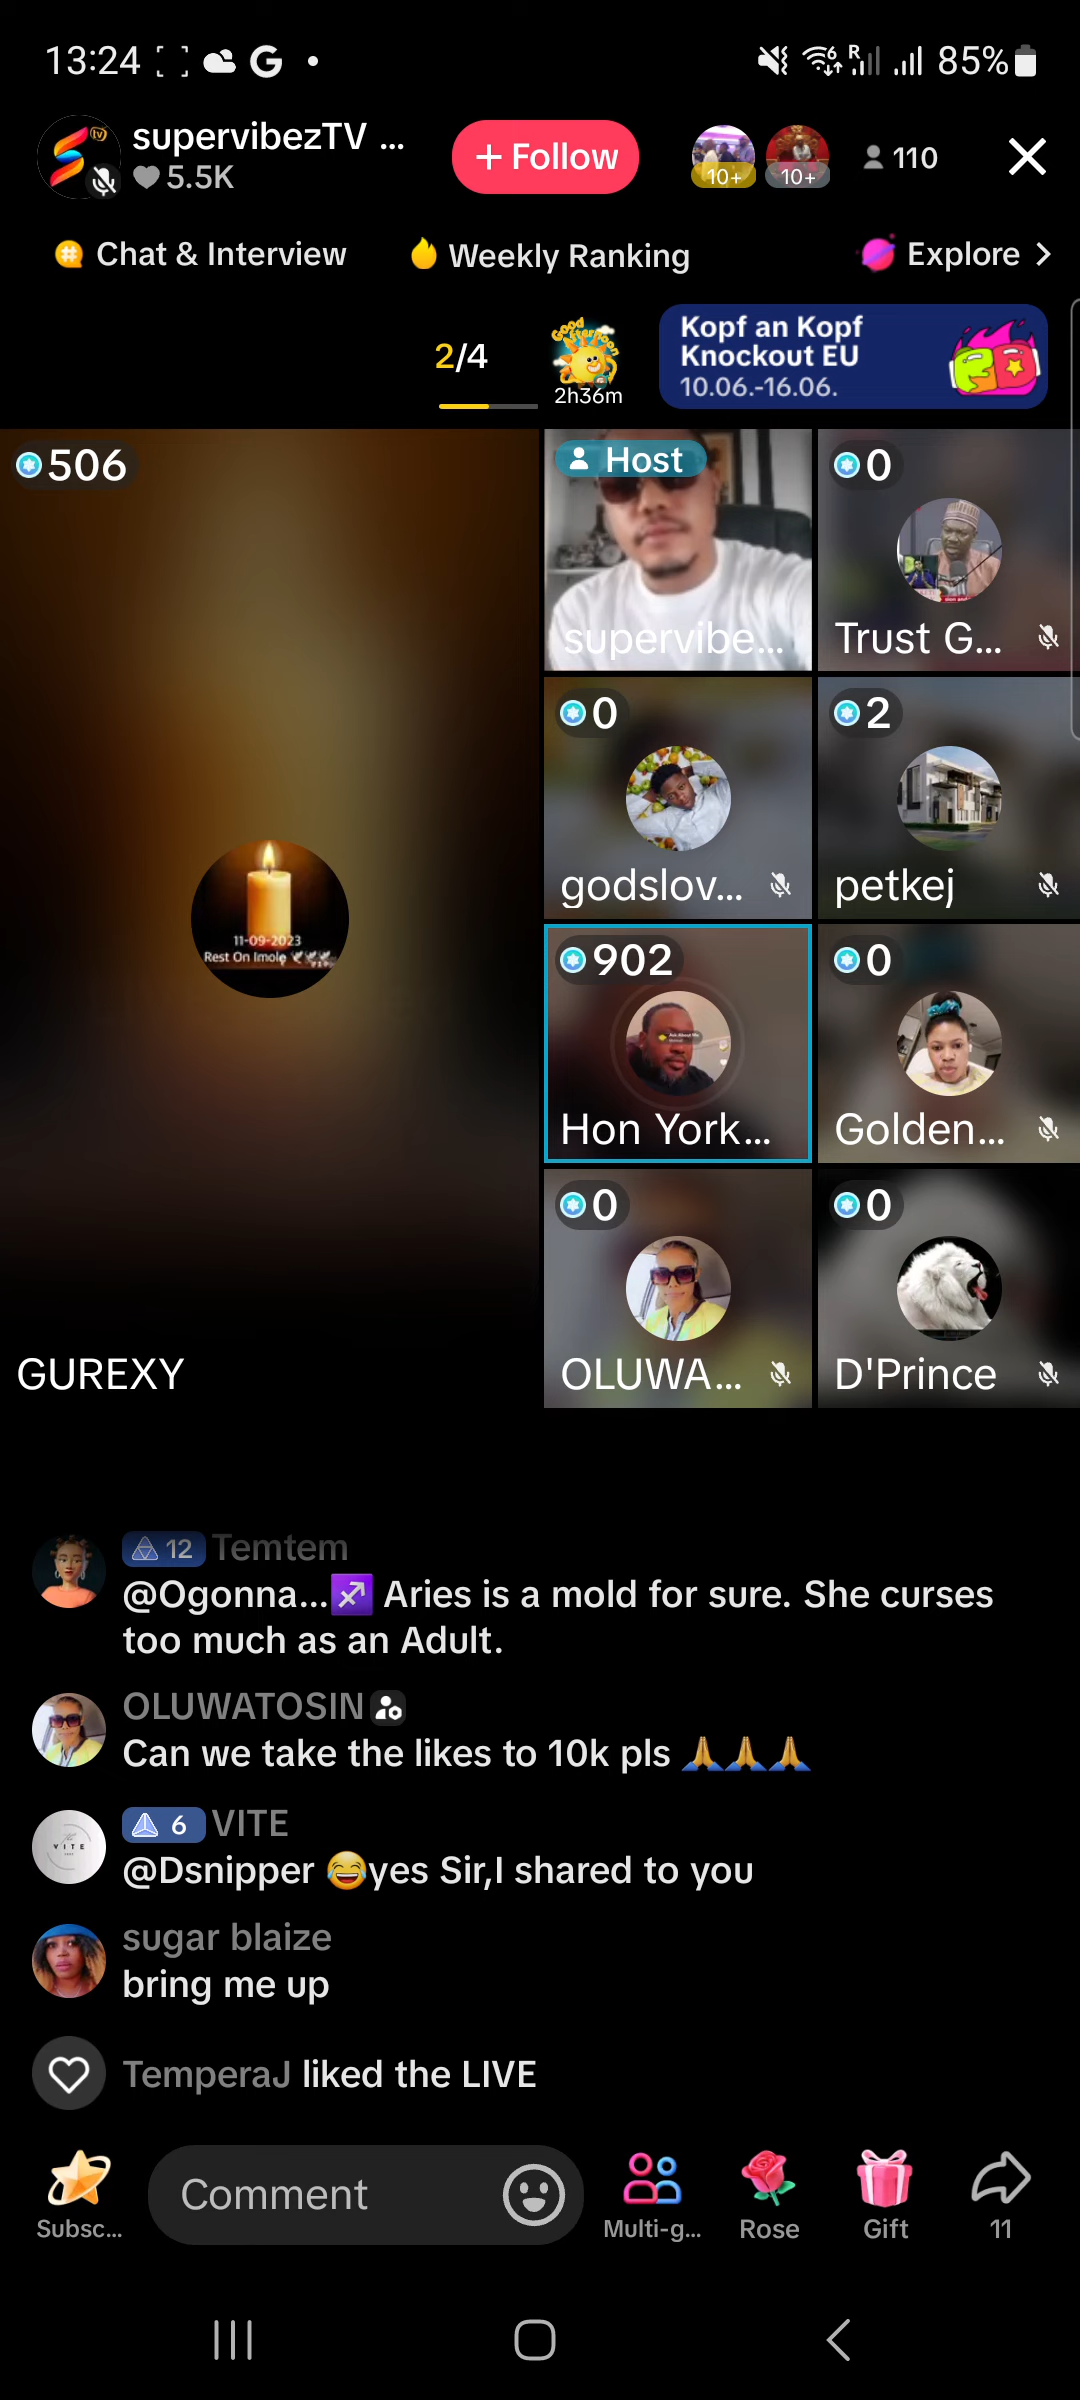 13:24
85%
supervibezTV ...
5.5K
+ Follow
10+
10+
110
Chat & Interview
Weekly Ranking
Explore
2/4
Good Afternoon
2h36m
Kopf an Kopf
Knockout EU
10.06.-16.06.
506
Host
supervibe...
0
Trust G...
0
godslov...
2
petkej
11-09-2023
Rest On Imole
902
Hon York...
0
Golden...
0
OLUWA...
0
D'Prince
GUREXY
12 Temtem
@Ogonna...♐ Aries is a mold for sure. She curses
too much as an Adult.
OLUWATOSIN
Can we take the likes to 10k pls 🙏🙏🙏
6 VITE
@Dsnipper 😂yes Sir,I shared to you
sugar blaize
bring me up
TemperaJ liked the LIVE
Subsc...
Comment
Multi-g...
Rose
Gift
11